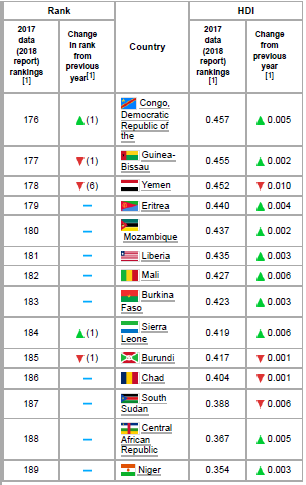 Rank
HDI
2017
data
(2018
report)
rankings
[1]
Change
in rank
from
previous
year[1]
Country
2017
data
(2018
report)
rankings
[1]
Change
from
previous
year
[1]
176 ▲(1) Congo, 0.457 ▲ 0.005
Democratic
Republic of
the
177 ▼(1) Guinea- 0.455 ▲ 0.002
Bissau
178 ▼(6) Yemen 0.452 ▼ 0.010
179 Eritrea 0.440 ▲ 0.004
180 Mozambique 0.437 ▲ 0.002
181 Liberia 0.435 ▲ 0.003
182 Mali 0.427 ▲ 0.006
183 Burkina 0.423 ▲ 0.003
Faso
184 ▲(1) Sierra 0.419 ▲ 0.006
Leone
185 ▼(1) Burundi 0.417 ▼ 0.001
186 Chad 0.404 ▼ 0.001
187 South 0.388 ▼ 0.006
Sudan
188 Central 0.367 ▲ 0.005
African
Republic
189 Niger 0.354 ▲ 0.003